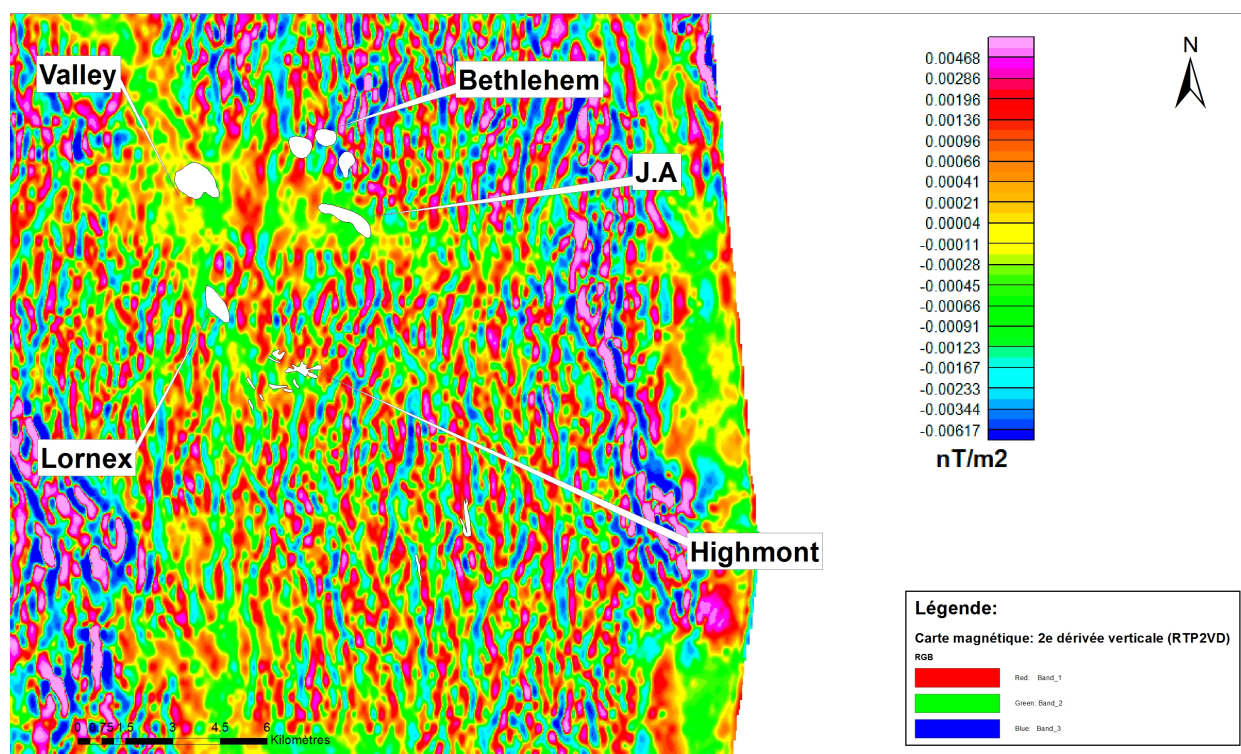 Valley
Bethlehem
J.A
Lornex
Highmont
0 0.75 1.5 3 4.5 6
Kilomètres
N
0.00468
0.00286
0.00196
0.00136
0.00096
0.00066
0.00041
0.00021
0.00004
-0.00011
-0.00028
-0.00045
-0.00066
-0.00091
-0.00123
-0.00167
-0.00233
-0.00344
-0.00617
nT/m2
Légende:
Carte magnétique: 2e dérivée verticale (RTP2VD)
RGB
Red: Band_1
Green: Band_2
Blue: Band_3